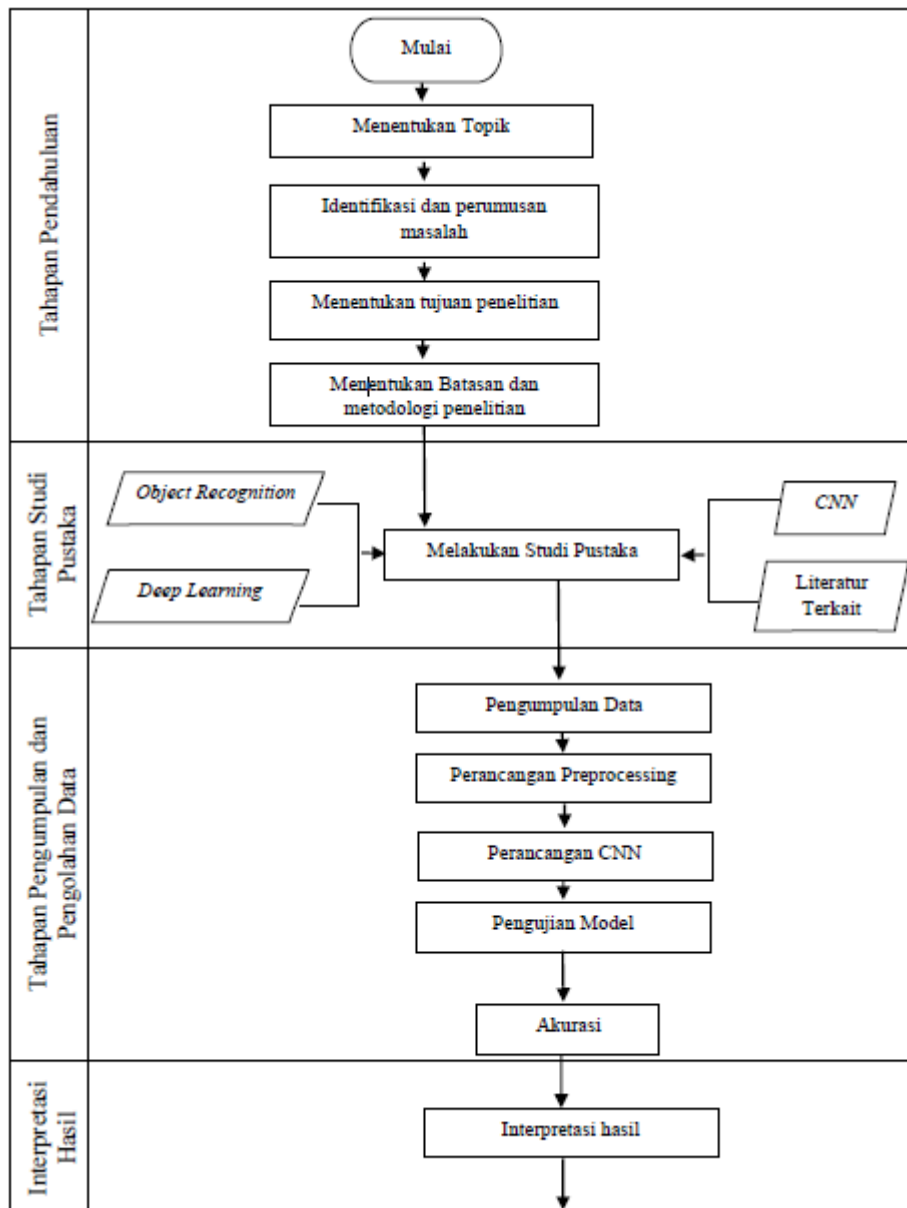 Tahapan Pendahuluan
Mulai
Menentukan Topik
Identifikasi dan perumusan
masalah
Menentukan tujuan penelitian
Menentukan Batasan dan
metodologi penelitian
Tahapan Studi
Pustaka
Object Recognition
Deep Learning
Melakukan Studi Pustaka
CNN
Literatur
Terkait
Tahapan Pengumpulan dan
Pengolahan Data
Pengumpulan Data
Perancangan Preprocessing
Perancangan CNN
Pengujian Model
Akurasi
Interpretasi
Hasil
Interpretasi hasil